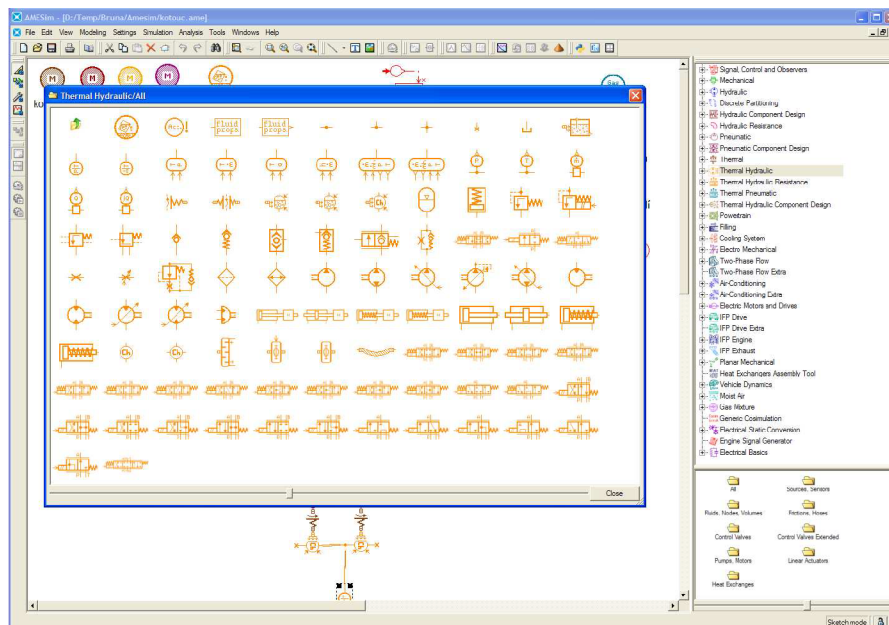 AMESim - [D:/Temp/Bruna/Amesim/kotouc.ame]
File Edit View Modeling Settings Simulation Analysis Tools Windows Help
M M M M
Gas
Thermal Hydraulic/All
Act.!
fluid props
fluid props
Close
Signal, Control and Observers
Mechanical
Hydraulic
Discrete Partitioning
Hydraulic Component Design
Hydraulic Resistance
Pneumatic
Pneumatic Component Design
Thermal
Thermal Hydraulic
Thermal Hydraulic Resistance
Thermal Pneumatic
Thermal Hydraulic Component Design
Powertrain
Filling
Cooling System
Electro Mechanical
Two-Phase Flow
Two-Phase Flow Extra
Air-Conditioning
Air-Conditioning Extra
Electric Motors and Drives
IFP Drive
IFP Drive Extra
IFP Engine
IFP Exhaust
Planar Mechanical
Heat Exchangers Assembly Tool
Vehicle Dynamics
Moist Air
Gas Mixture
Generic Cosimulation
Electrical Static Conversion
Engine Signal Generator
Electrical Basics
All
Sources, Sensors
Fluids, Nodes, Volumes
Frictions, Hoses
Control Valves
Control Valves Extended
Pumps, Motors
Linear Actuators
Heat Exchanges
Sketch mode